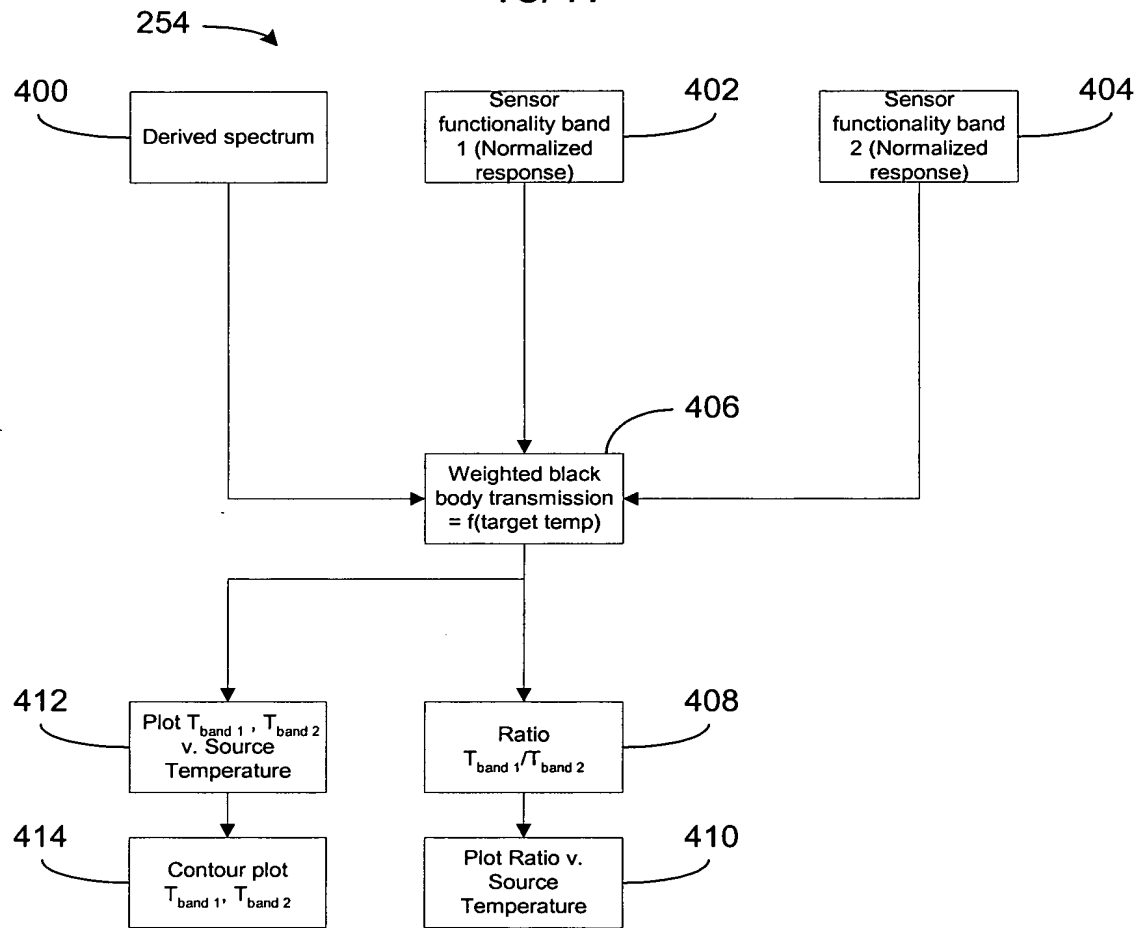 254
400
Derived spectrum
402
Sensor
functionality band
1 (Normalized
response)
404
Sensor
functionality band
2 (Normalized
response)
406
Weighted black
body transmission
= f(target temp)
412
Plot T band 1 , T band 2
v. Source
Temperature
408
Ratio
T band 1/T band 2
414
Contour plot
T band 1, T band 2
410
Plot Ratio v.
Source
Temperature